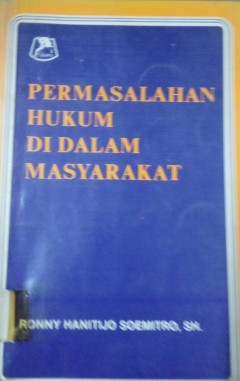 PERMASALAHAN
HUKUM
DI DALAM
MASYARAKAT
RONNY HANITIJO SOEMITRO, SH.